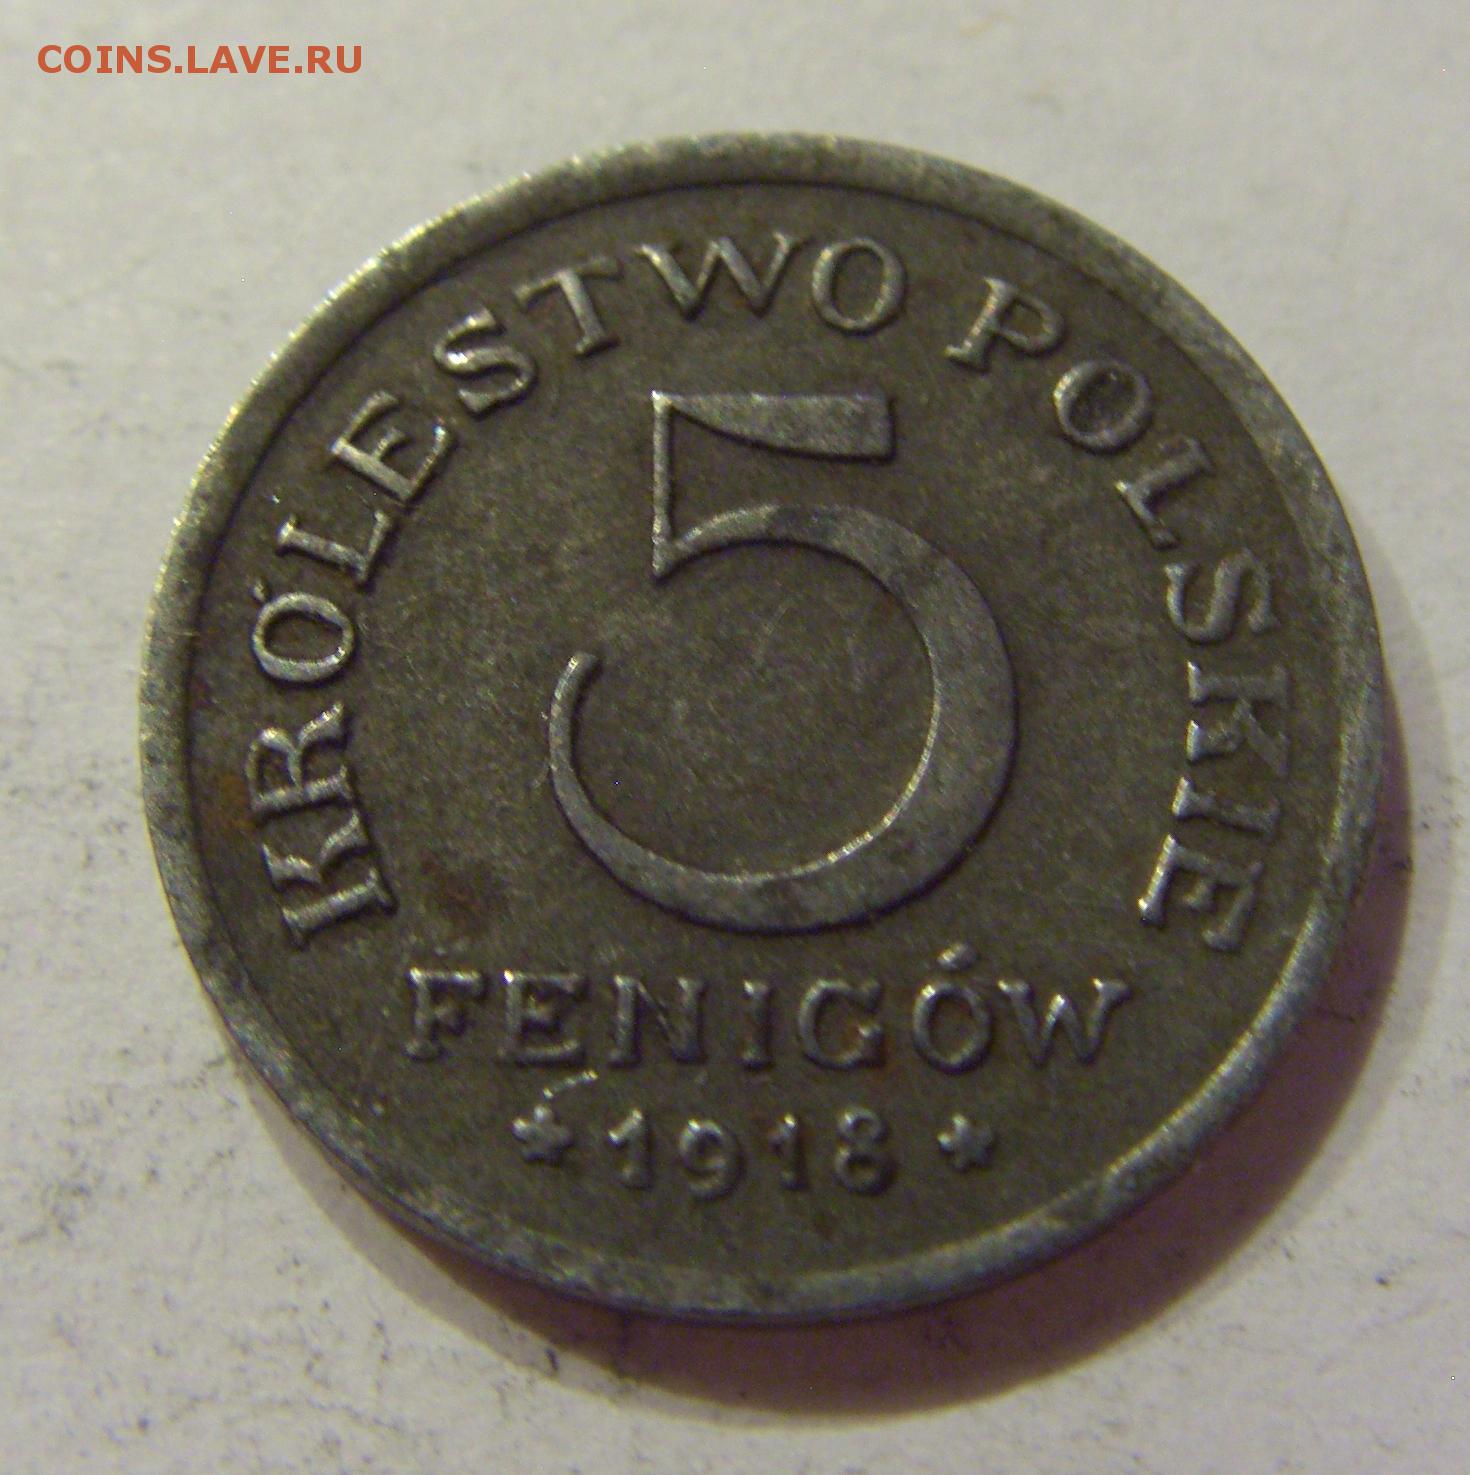 COINS.LAVE.RU
KRÓLESTWO POLSKIE
5
FENIGÓW
* 1918 *